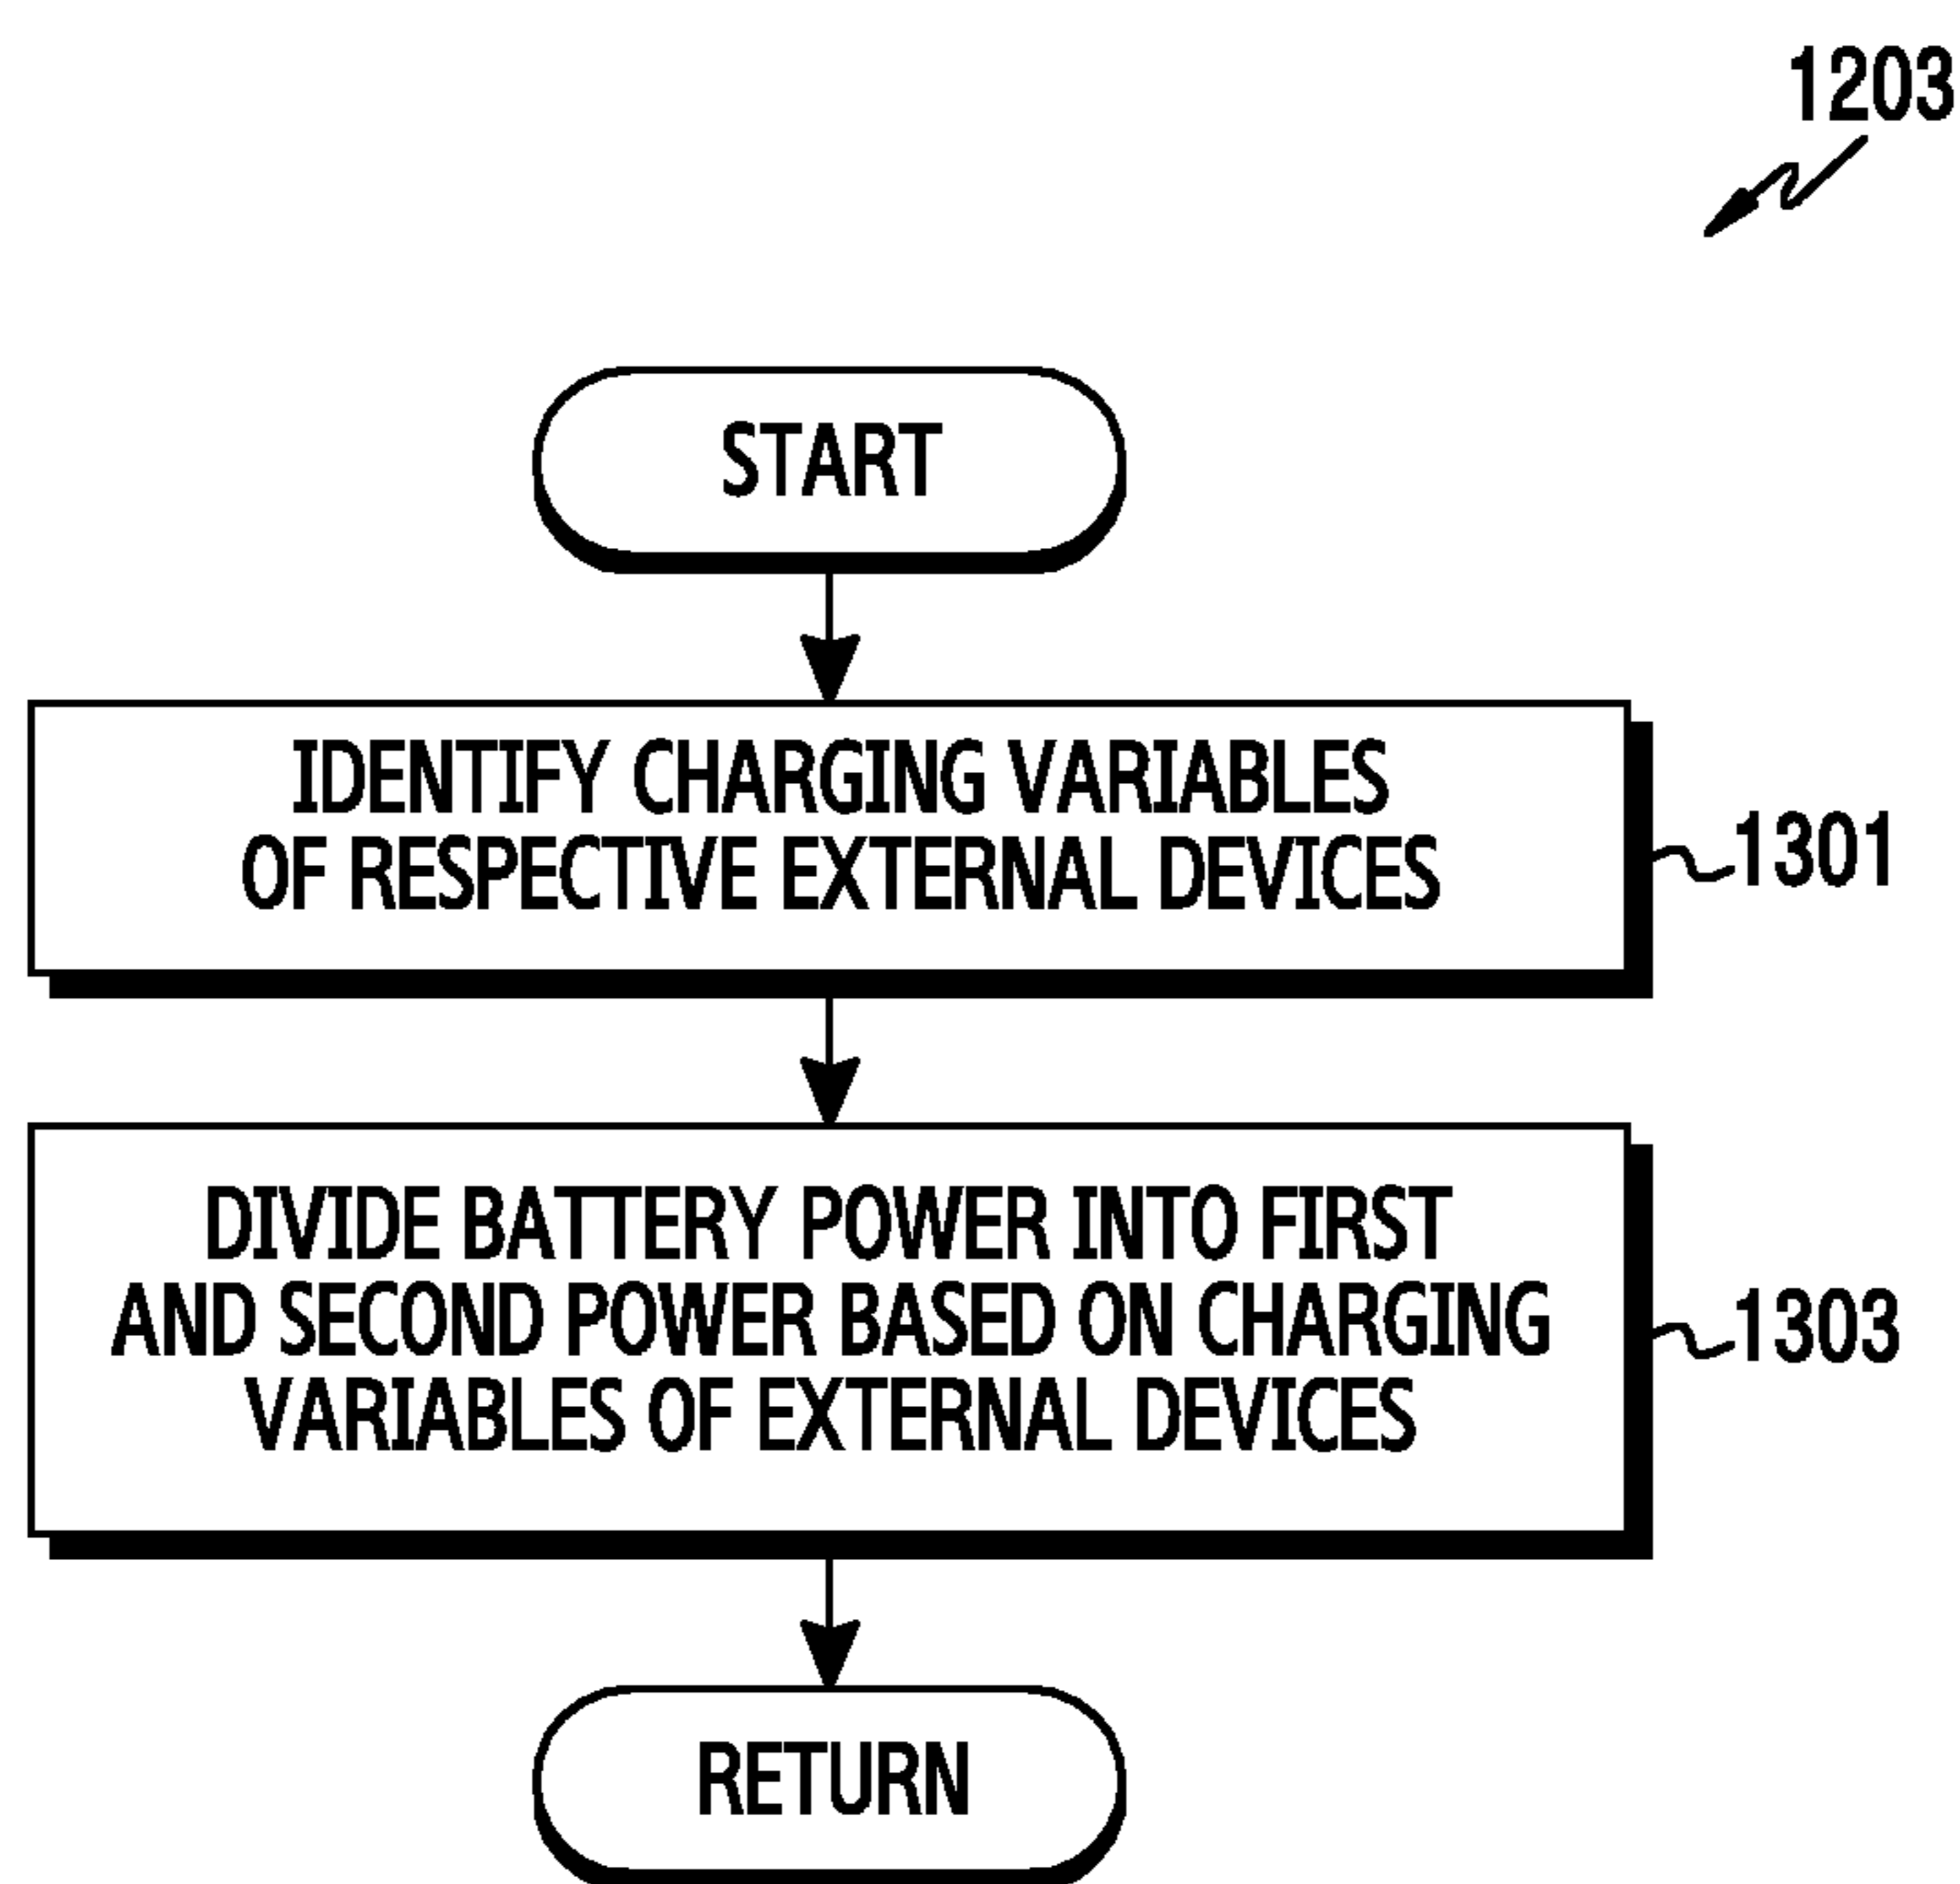 1203
START
IDENTIFY CHARGING VARIABLES
OF RESPECTIVE EXTERNAL DEVICES
1301
DIVIDE BATTERY POWER INTO FIRST
AND SECOND POWER BASED ON CHARGING
VARIABLES OF EXTERNAL DEVICES
1303
RETURN